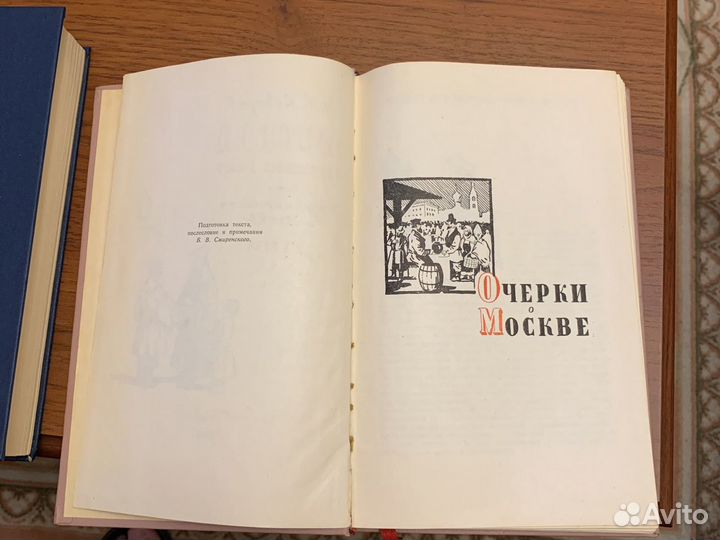 Подготовка текста,
послесловие и примечания
Б. В. Смиренского.
Очерки
о
Москве
Avito